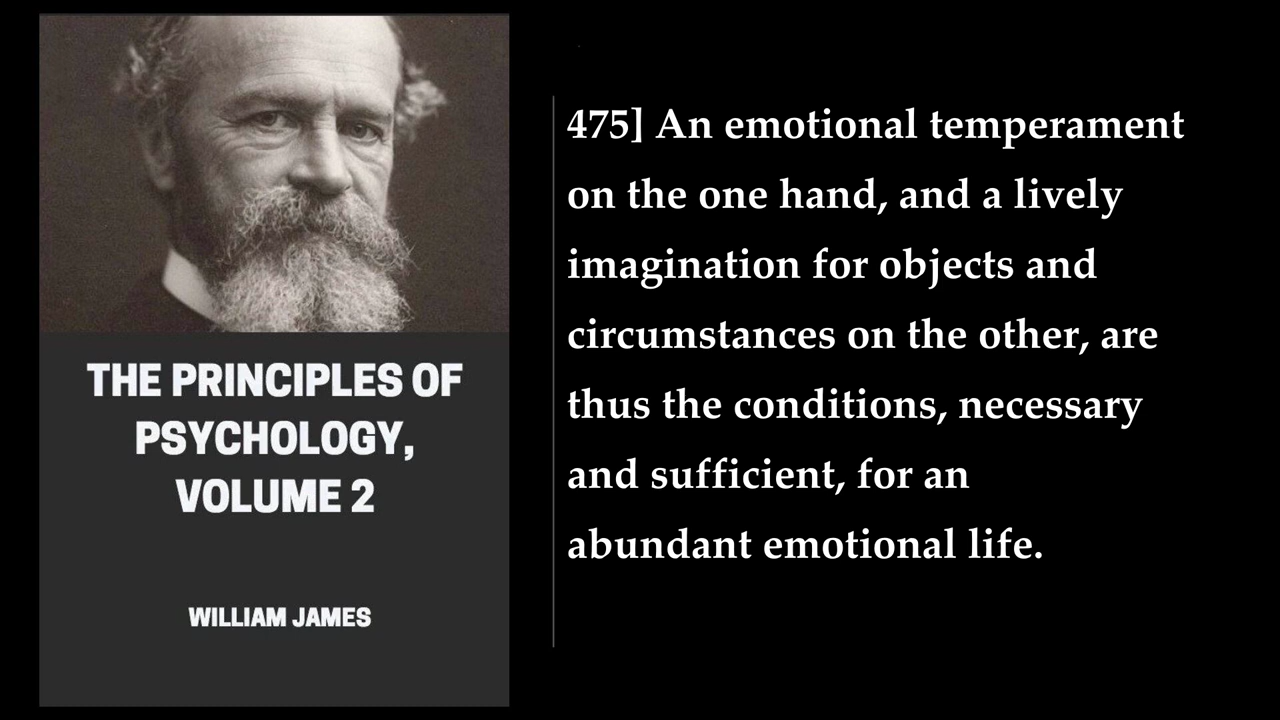 THE PRINCIPLES OF
PSYCHOLOGY,
VOLUME 2
WILLIAM JAMES
475] An emotional temperament
on the one hand, and a lively
imagination for objects and
circumstances on the other, are
thus the conditions, necessary
and sufficient, for an
abundant emotional life.